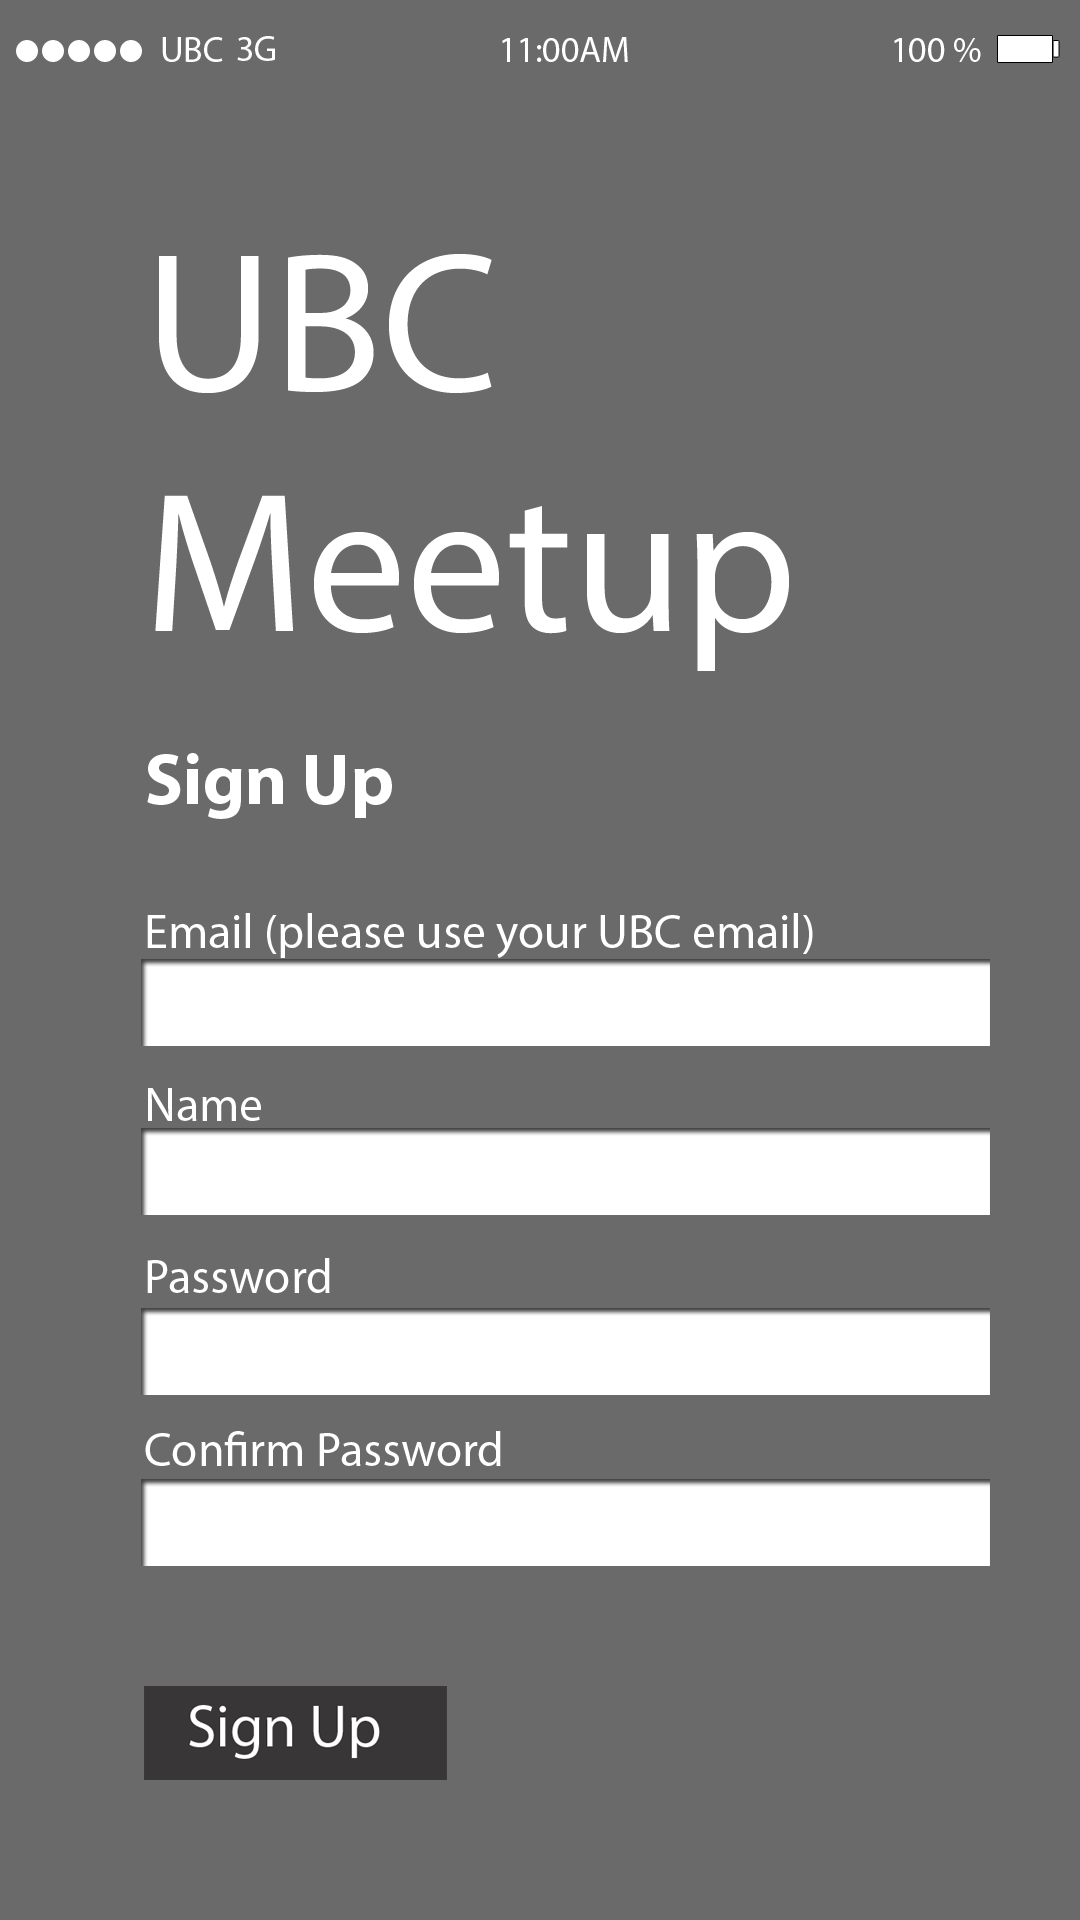 UBC 3G 11:00AM 100 %
UBC
Meetup
Sign Up
Email (please use your UBC email)
Name
Password
Confirm Password
Sign Up